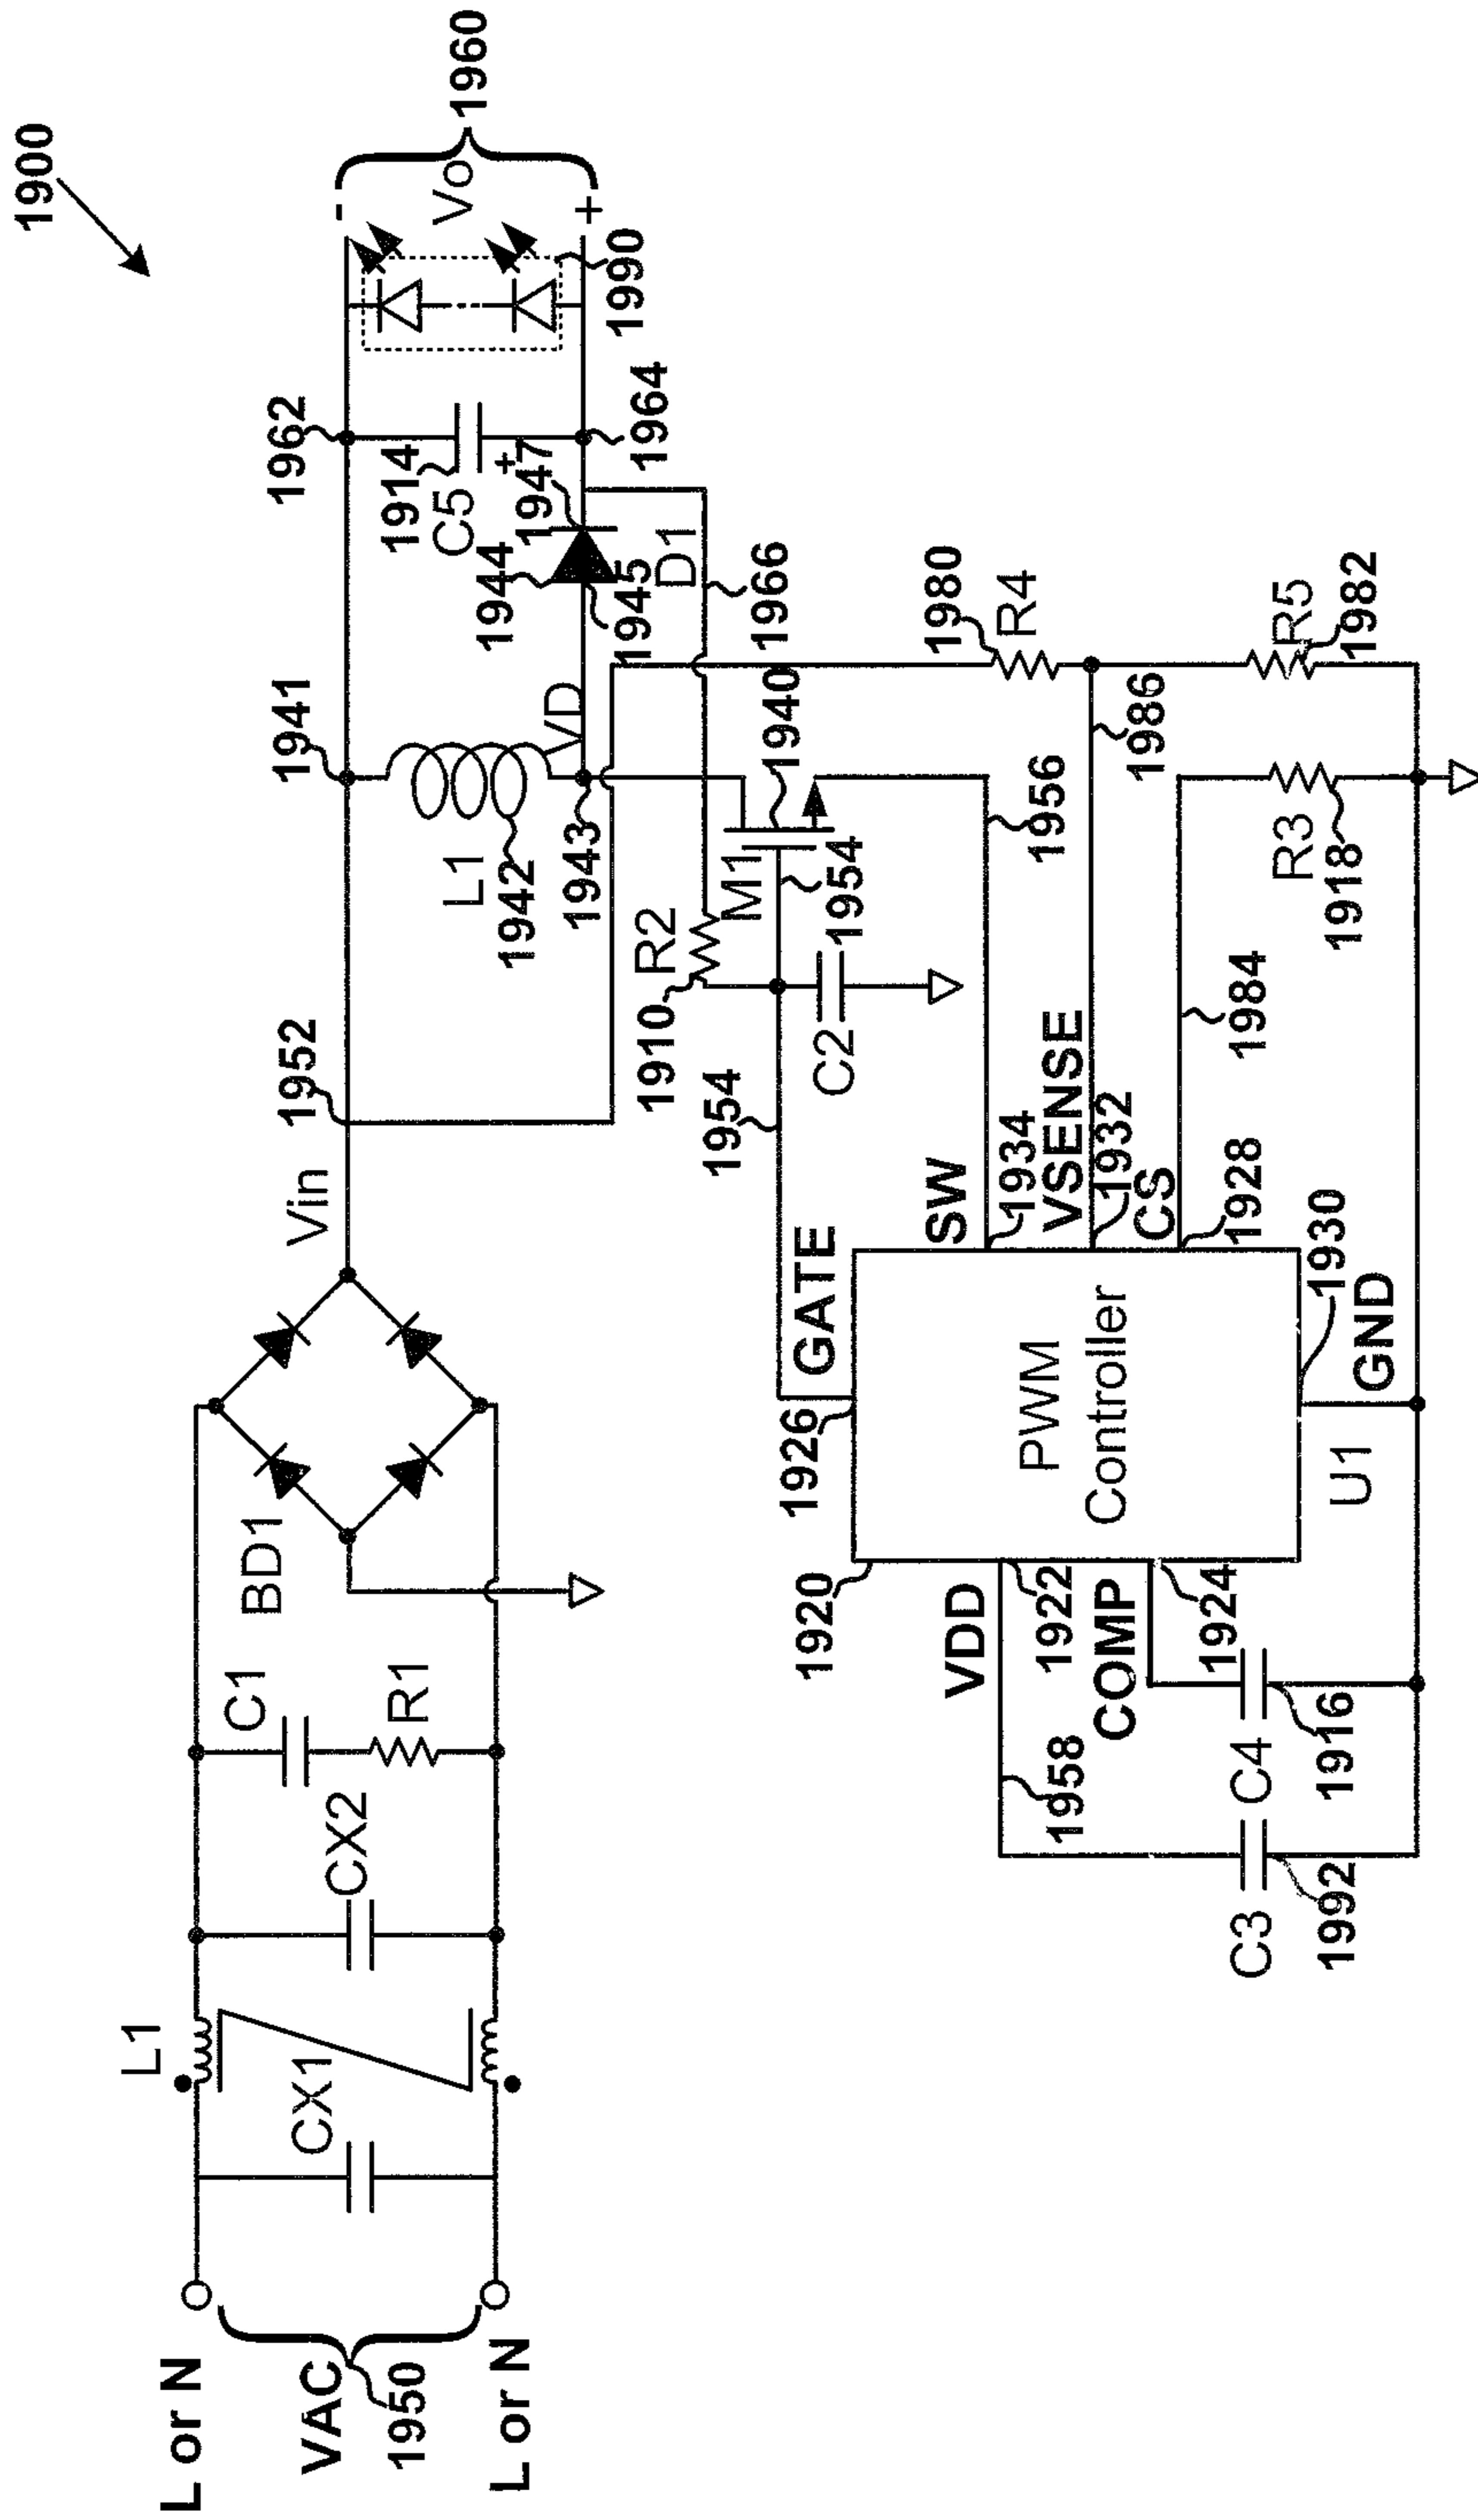 1900
L or N
VAC
1950
L or N
L1
CX1
CX2
C1
R1
BD1
Vin
1952
1941
L1
1942
1943
VD
1962
1914
C5
+
1944
1947
1945
D1
1964
1966
-
Vo
+
1960
1990
1910
R2
M1
1940
1954
1954
C2
1980
R4
1956
1986
R5
1982
R3
1918
1984
GATE
1926
SW
1934
VSENSE
1932
CS
1928
1930
GND
PWM
Controller
U1
1920
VDD
1922
COMP
1924
1958
C4
1916
C3
1992